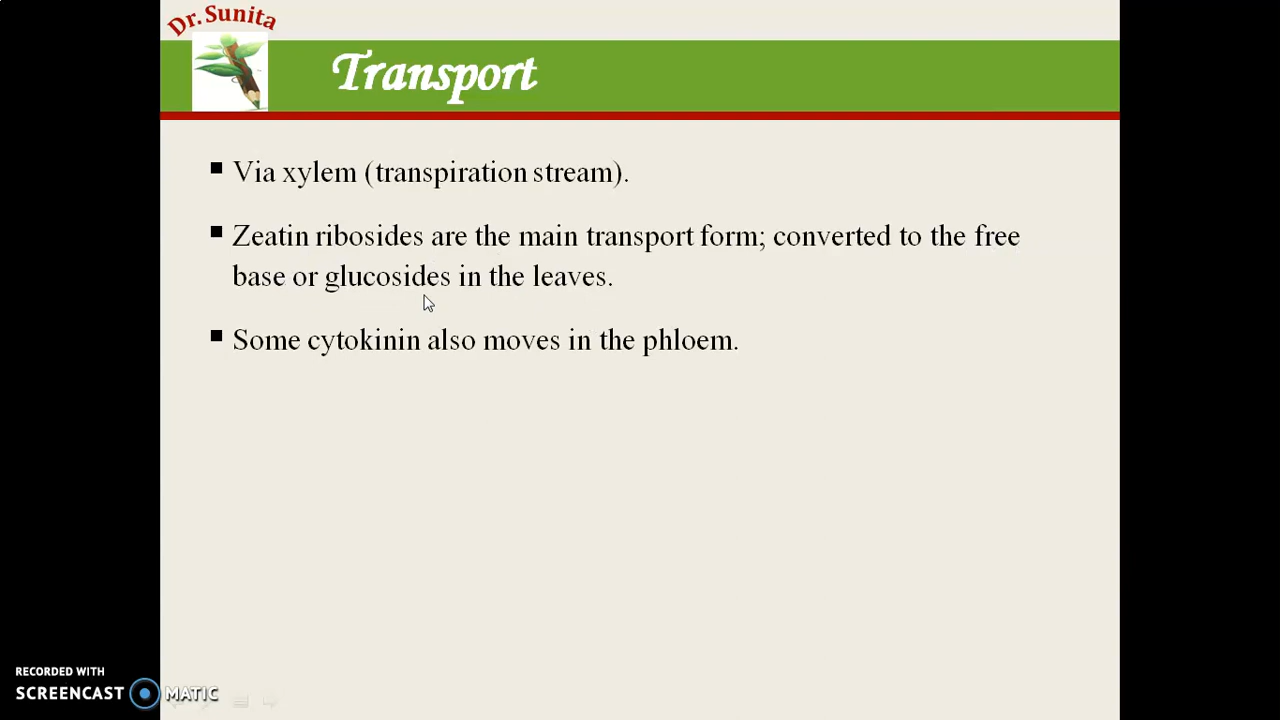 Dr. Sunita
Transport
▪ Via xylem (transpiration stream).
▪ Zeatin ribosides are the main transport form; converted to the free
base or glucosides in the leaves.
▪ Some cytokinin also moves in the phloem.
RECORDED WITH
SCREENCAST MATIC